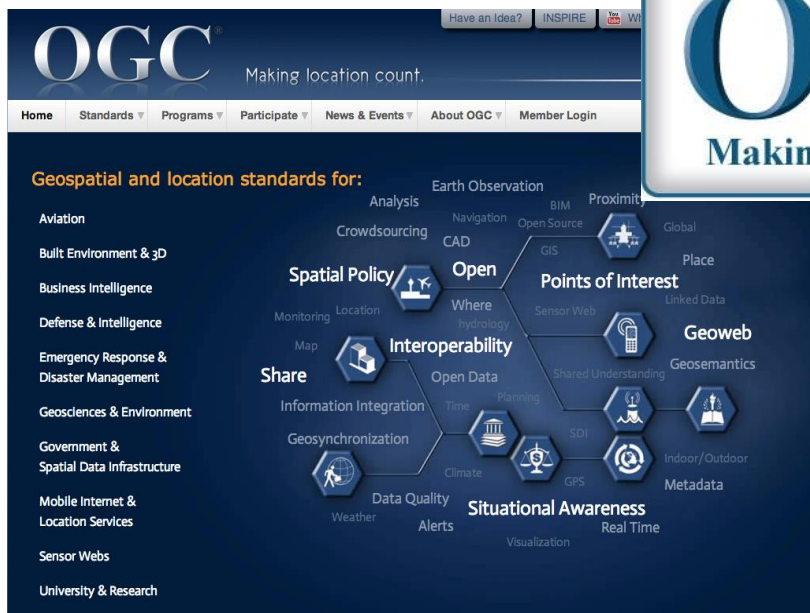 Have an Idea? INSPIRE You Tube
OGC®
Making location count.
Home Standards Programs Participate News & Events About OGC Member Login
Geospatial and location standards for:
Aviation
Built Environment & 3D
Business Intelligence
Defense & Intelligence
Emergency Response &
Disaster Management
Geosciences & Environment
Government &
Spatial Data Infrastructure
Mobile Internet &
Location Services
Sensor Webs
University & Research
Earth Observation
Analysis BIM Proximity
Navigation Open Source Global
Crowdsourcing CAD
GIS Place
Spatial Policy Open Points of Interest
Linked Data
Monitoring Location Where Sensor Web
hydrology Geoweb
Map Interoperability
Share Open Data Shared Understanding Geosemantics
Information Integration Time Planning
Geosynchronization SDI
Climate GPS Indoor/Outdoor
Data Quality Metadata
Weather Situational Awareness
Alerts Real Time
Visualization